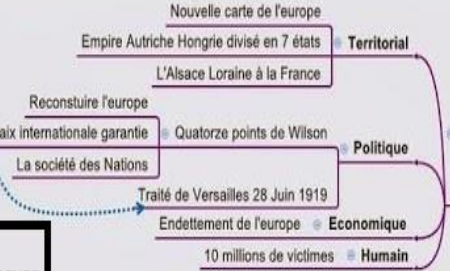 Nouvelle carte de l'europe
Empire Autriche Hongrie divisé en 7 états
Territorial
L'Alsace Loraine à la France
Reconstuire l'europe
internationale garantie
Quatorze points de Wilson
La société des Nations
Politique
Traité de Versailles 28 Juin 1919
Endettement de l'europe
Economique
10 millions de victimes
Humain